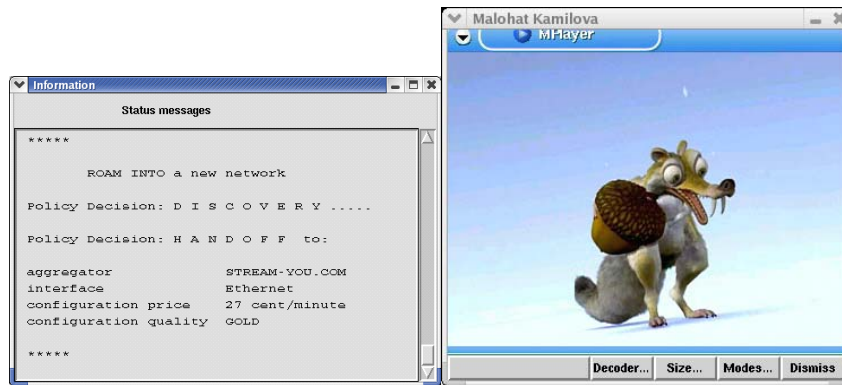 Information
Status messages
*****
ROAM INTO a new network
Policy Decision: D I S C O V E R Y .....
Policy Decision: H A N D O F F to:
aggregator STREAM-YOU.COM
interface Ethernet
configuration price 27 cent/minute
configuration quality GOLD
*****
Malohat Kamilova
MPlayer
Decoder... Size... Modes... Dismiss